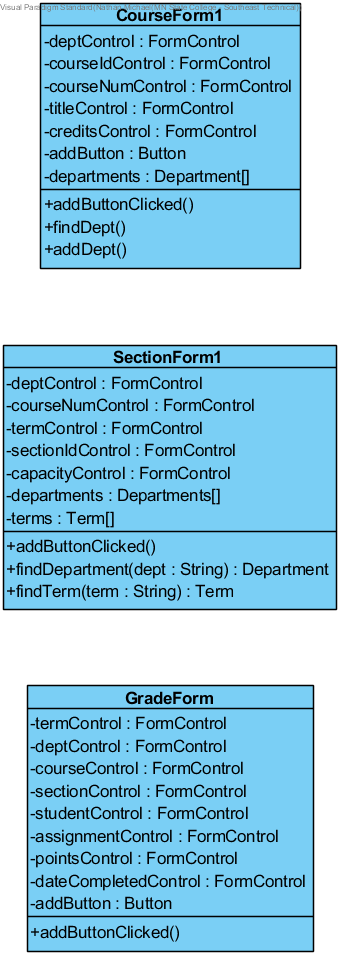 Visual Paradigm Standard(Nathan Michael(MN State College - Southeast Technical))
CourseForm1
-deptControl : FormControl
-courseIdControl : FormControl
-courseNumControl : FormControl
-titleControl : FormControl
-creditsControl : FormControl
-addButton : Button
-departments : Department[]
+addButtonClicked()
+findDept()
+addDept()
SectionForm1
-deptControl : FormControl
-courseNumControl : FormControl
-termControl : FormControl
-sectionIdControl : FormControl
-capacityControl : FormControl
-departments : Departments[]
-terms : Term[]
+addButtonClicked()
+findDepartment(dept : String) : Department
+findTerm(term : String) : Term
GradeForm
-termControl : FormControl
-deptControl : FormControl
-courseControl : FormControl
-sectionControl : FormControl
-studentControl : FormControl
-assignmentControl : FormControl
-pointsControl : FormControl
-dateCompletedControl : FormControl
-addButton : Button
+addButtonClicked()